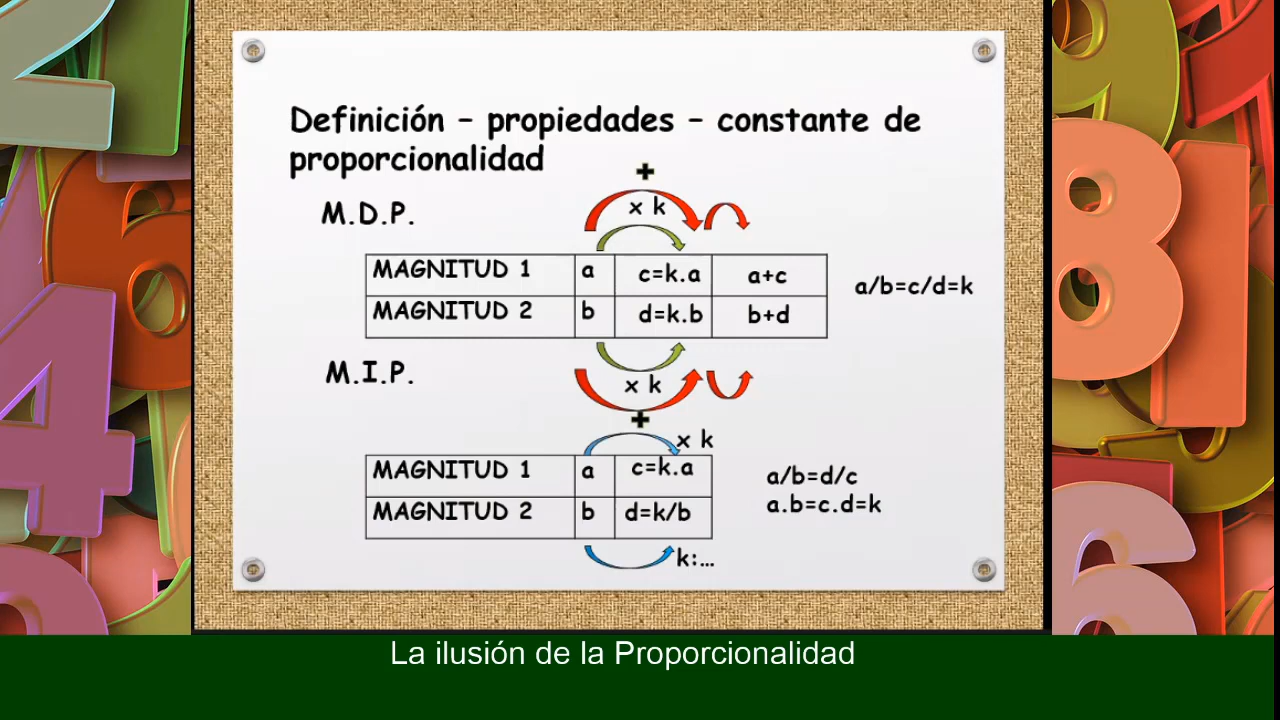 Definición – propiedades – constante de
proporcionalidad
+
M.D.P.
x k
MAGNITUD 1 a c=k.a a+c
a/b=c/d=k
MAGNITUD 2 b d=k.b b+d
M.I.P.
x k
+
x k
MAGNITUD 1 a c=k.a
a/b=d/c
MAGNITUD 2 b d=k/b
a.b=c.d=k
k:...
La ilusión de la Proporcionalidad